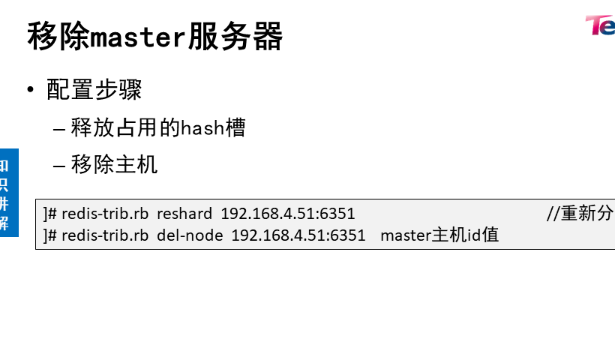 移除master服务器
Te
• 配置步骤
– 释放占用的hash槽
– 移除主机
知
识
讲
解
]# redis-trib.rb reshard 192.168.4.51:6351 //重新分
]# redis-trib.rb del-node 192.168.4.51:6351 master主机id值